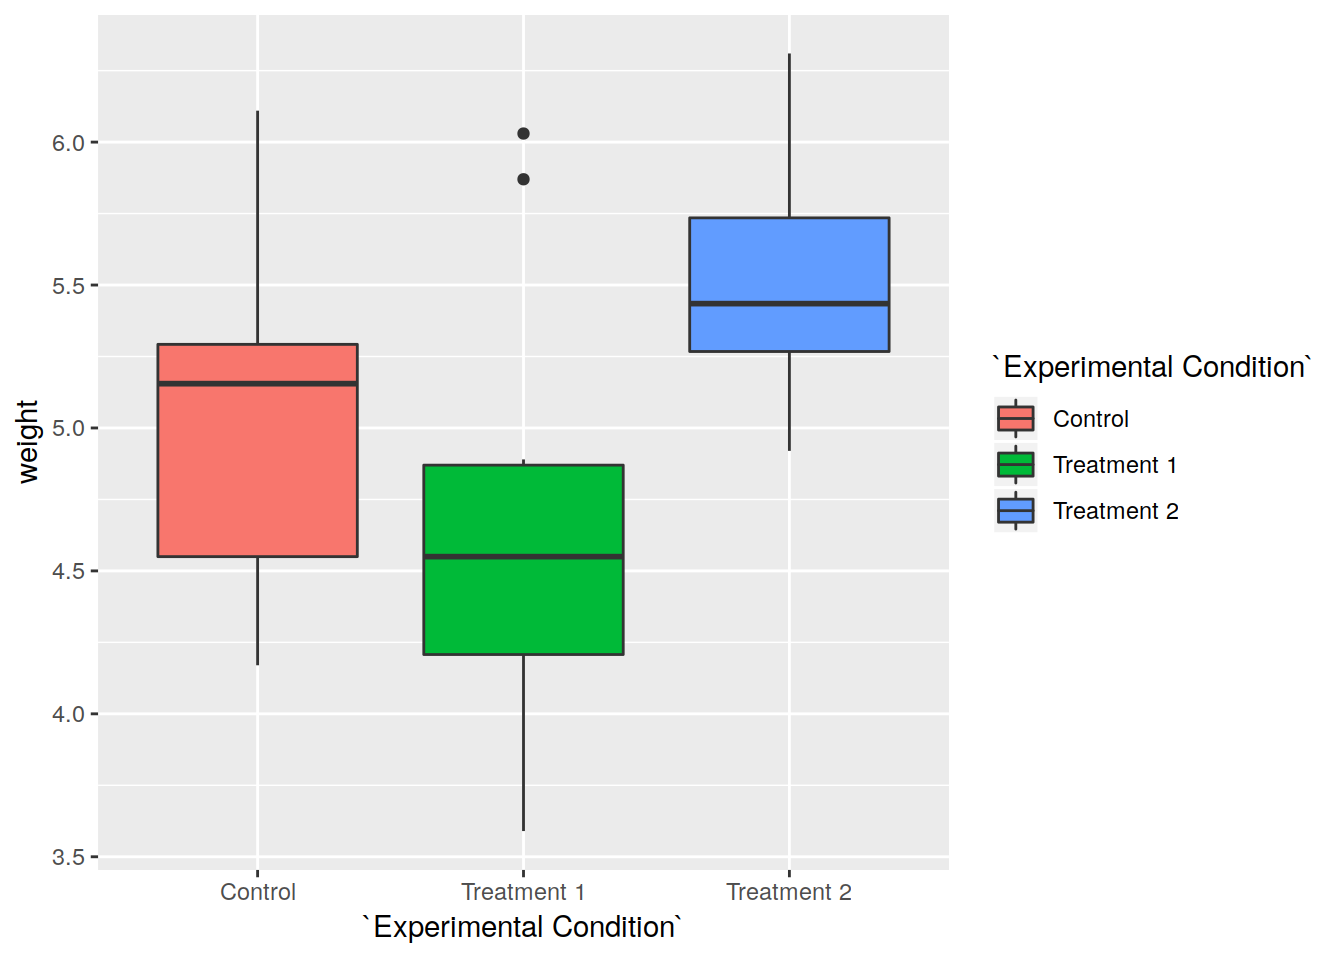 weight
6.0
5.5
5.0
4.5
4.0
3.5
Control Treatment 1 Treatment 2
`Experimental Condition`
`Experimental Condition`
Control
Treatment 1
Treatment 2